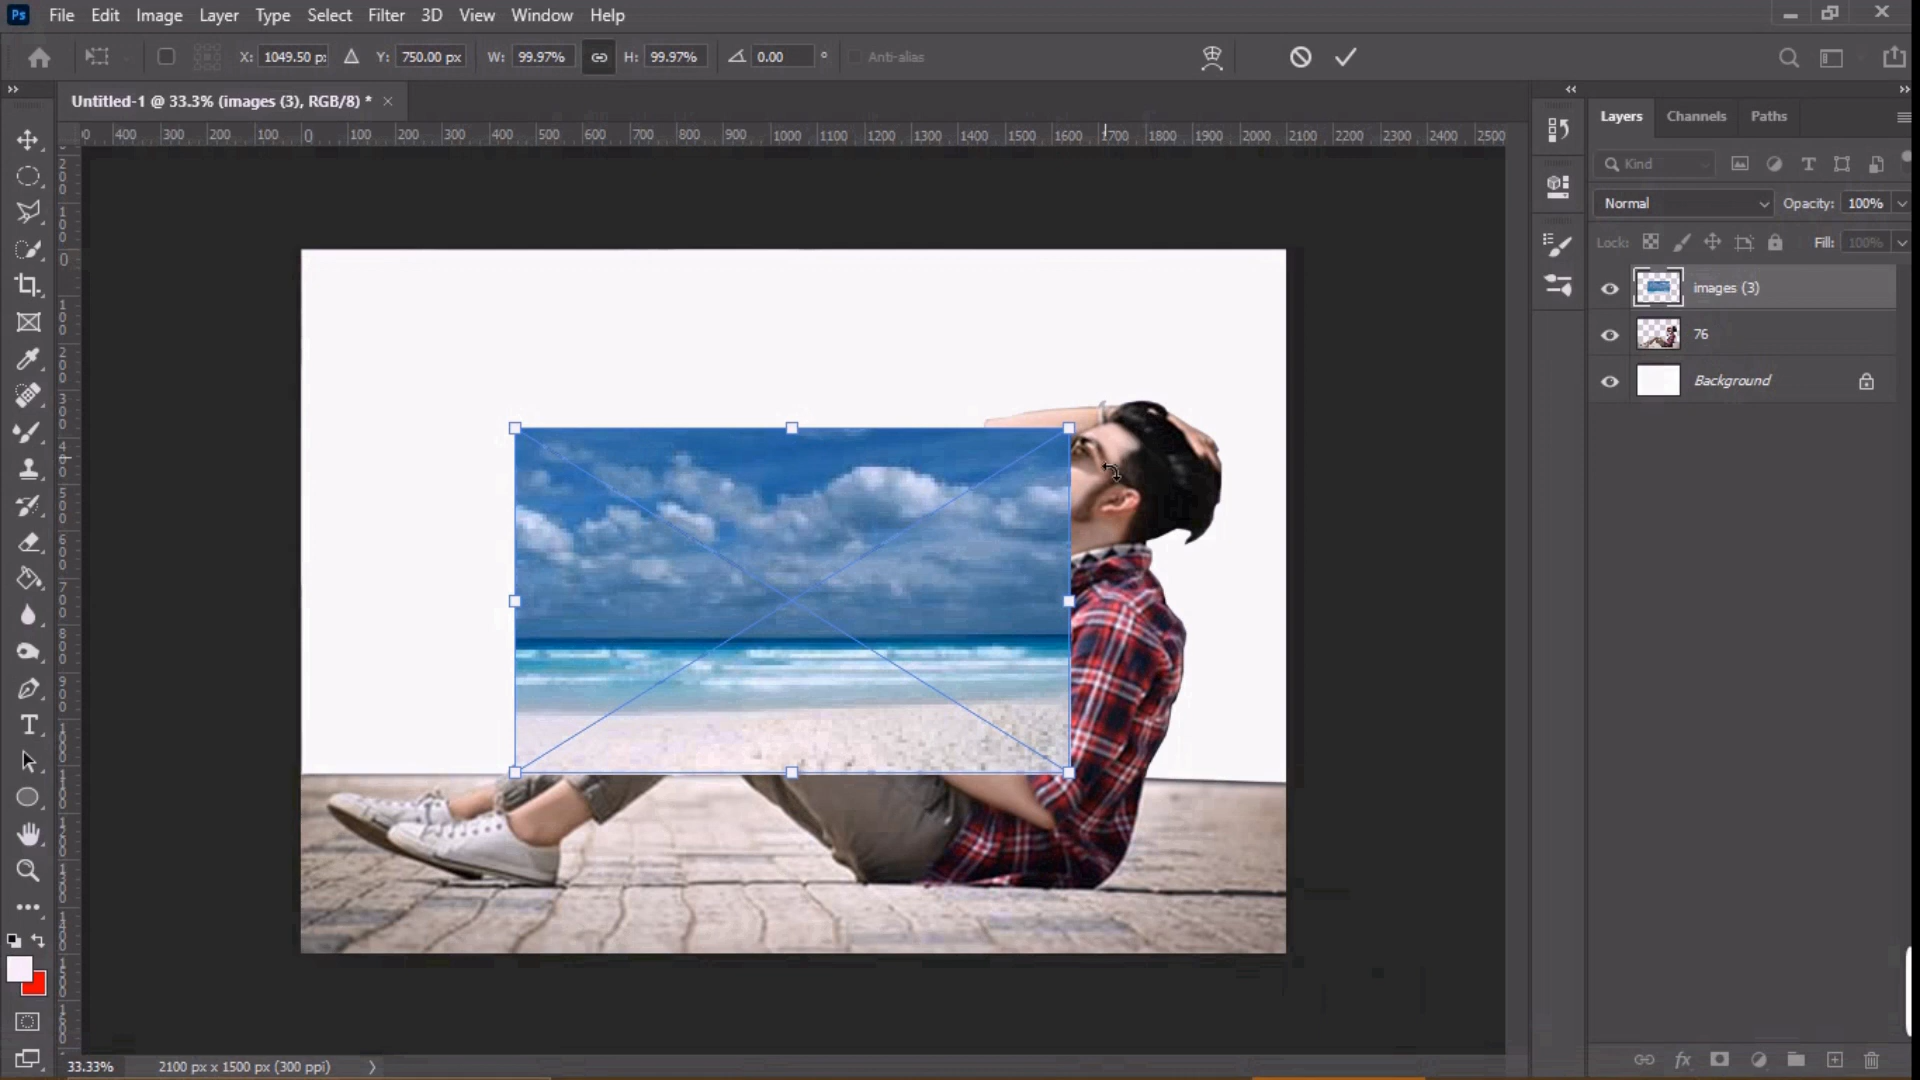 Ps File Edit Image Layer Type Select Filter 3D View Window Help
X: 1049.50 p: Y: 750.00 px W: 99.97% H: 99.97% 0.00 ° Anti-alias
Untitled-1 @ 33.3% (images (3), RGB/8) * ×
0 400 300 200 100 0 100 200 300 400 500 600 700 800 900 1000 1100 1200 1300 1400 1500 1600 1700 1800 1900 2000 2100 2200 2300 2400 2500
Layers Channels Paths
Kind
Normal Opacity: 100%
Lock: Fill: 100%
images (3)
76
Background
33.33% 2100 px x 1500 px (300 ppi)